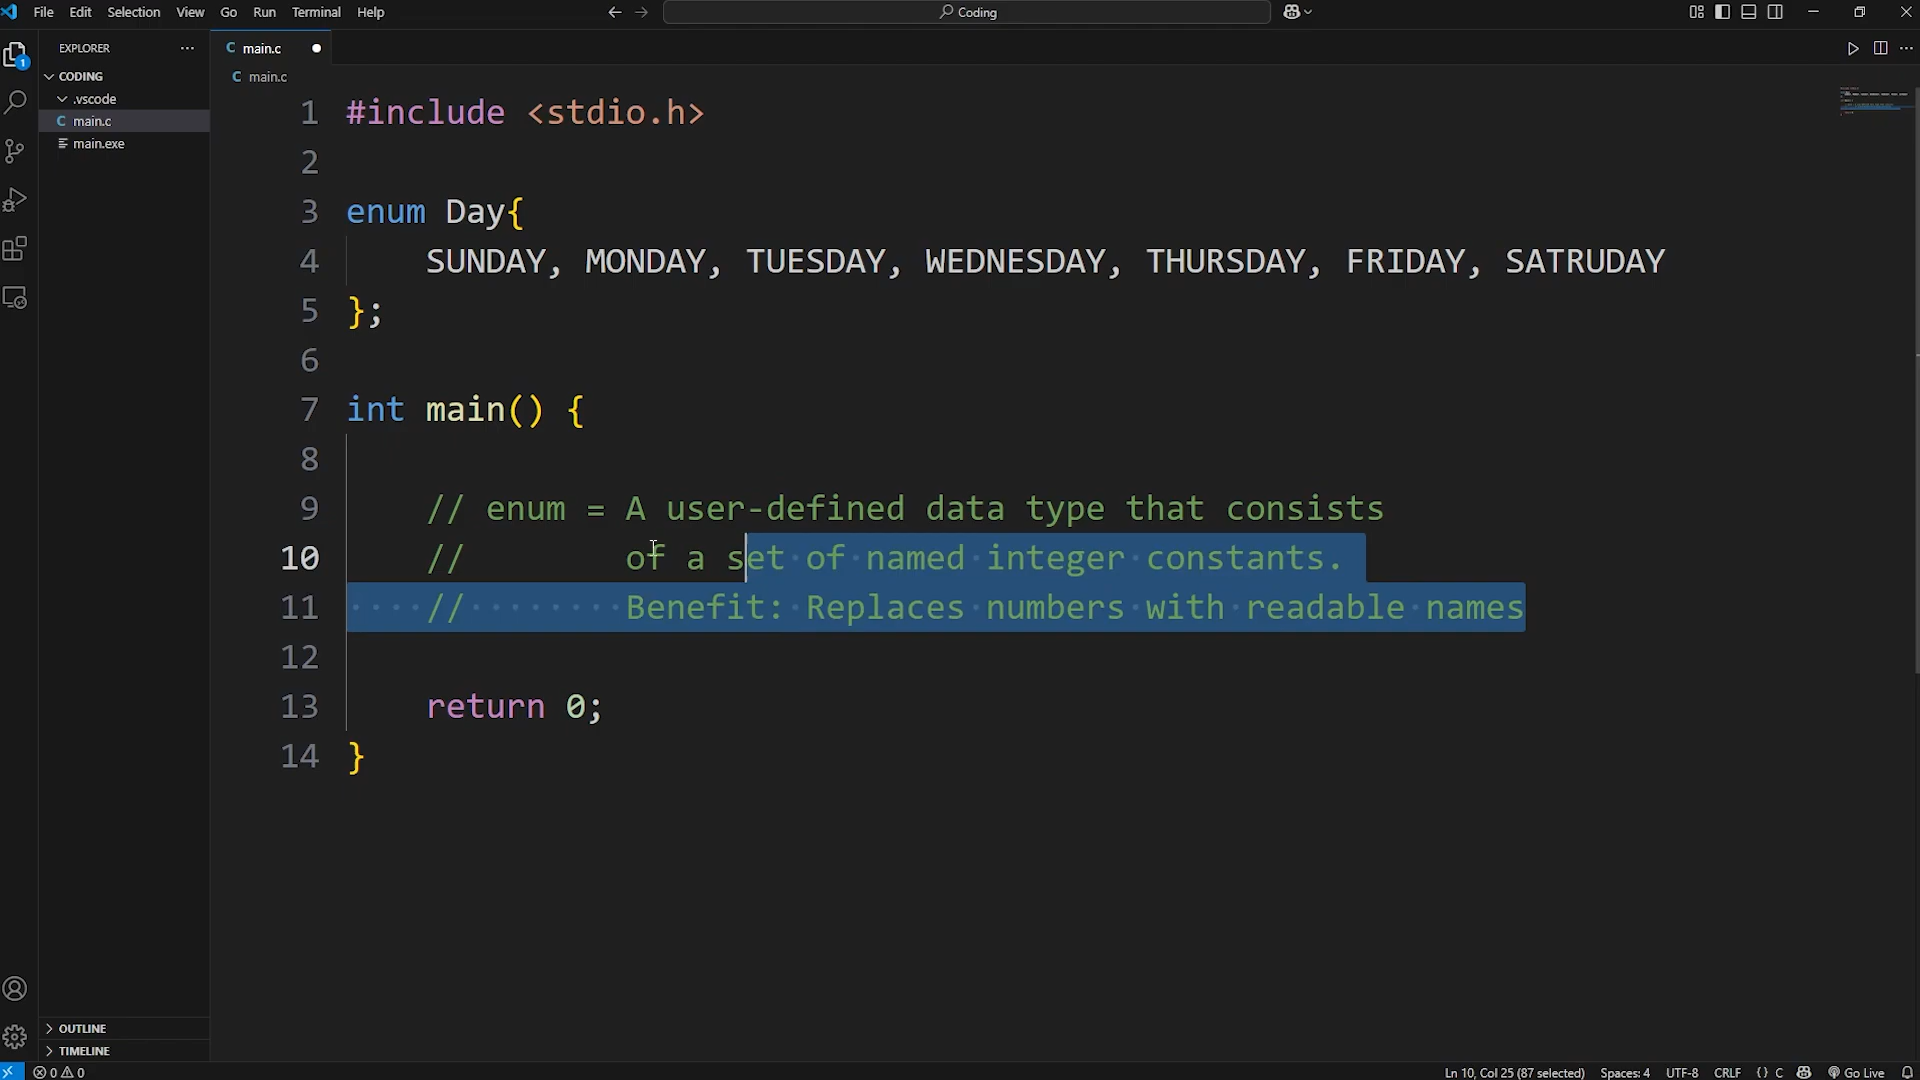 File Edit Selection View Go Run Terminal Help
Coding
EXPLORER
CODING
.vscode
C main.c
main.exe
OUTLINE
TIMELINE
1
C main.c
C main.c
1 #include <stdio.h>
2
3 enum Day{
4 SUNDAY, MONDAY, TUESDAY, WEDNESDAY, THURSDAY, FRIDAY, SATRUDAY
5 };
6
7 int main() {
8
9 // enum = A user-defined data type that consists
10 // of a set of named integer constants.
11 // Benefit: Replaces numbers with readable names
12
13 return 0;
14 }
0 0
Ln 10, Col 25 (87 selected) Spaces: 4 UTF-8 CRLF {} C Go Live